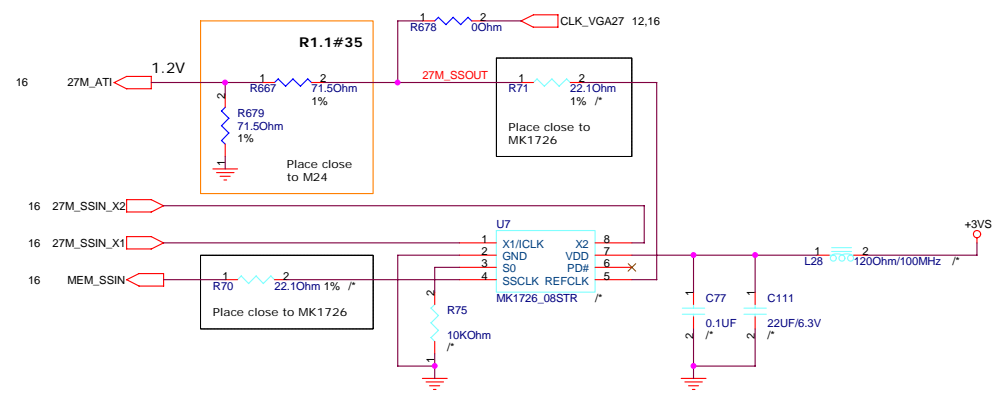 1 2
R678 0Ohm
CLK_VGA27 12,16
R1.1#35
16 27M_ATI
1.2V
1 2
R667 71.5Ohm
1%
27M_SSOUT
1 2
R71 22.1Ohm
1% /*
Place close to
MK1726
2
R679
71.5Ohm
1%
1
Place close
to M24
16 27M_SSIN_X2
16 27M_SSIN_X1
16 MEM_SSIN
U7
1 X1/ICLK X2 8
2 GND VDD 7
3 S0 PD# 6
4 SSCLK REFCLK 5
MK1726_08STR /*
1 2
R70 22.1Ohm 1% /*
Place close to MK1726
2
R75
10KOhm
/*
1
+3VS
1 2
L28 120Ohm/100MHz /*
1
C77
0.1UF
2 /*
1
C111
22UF/6.3V
2 /*